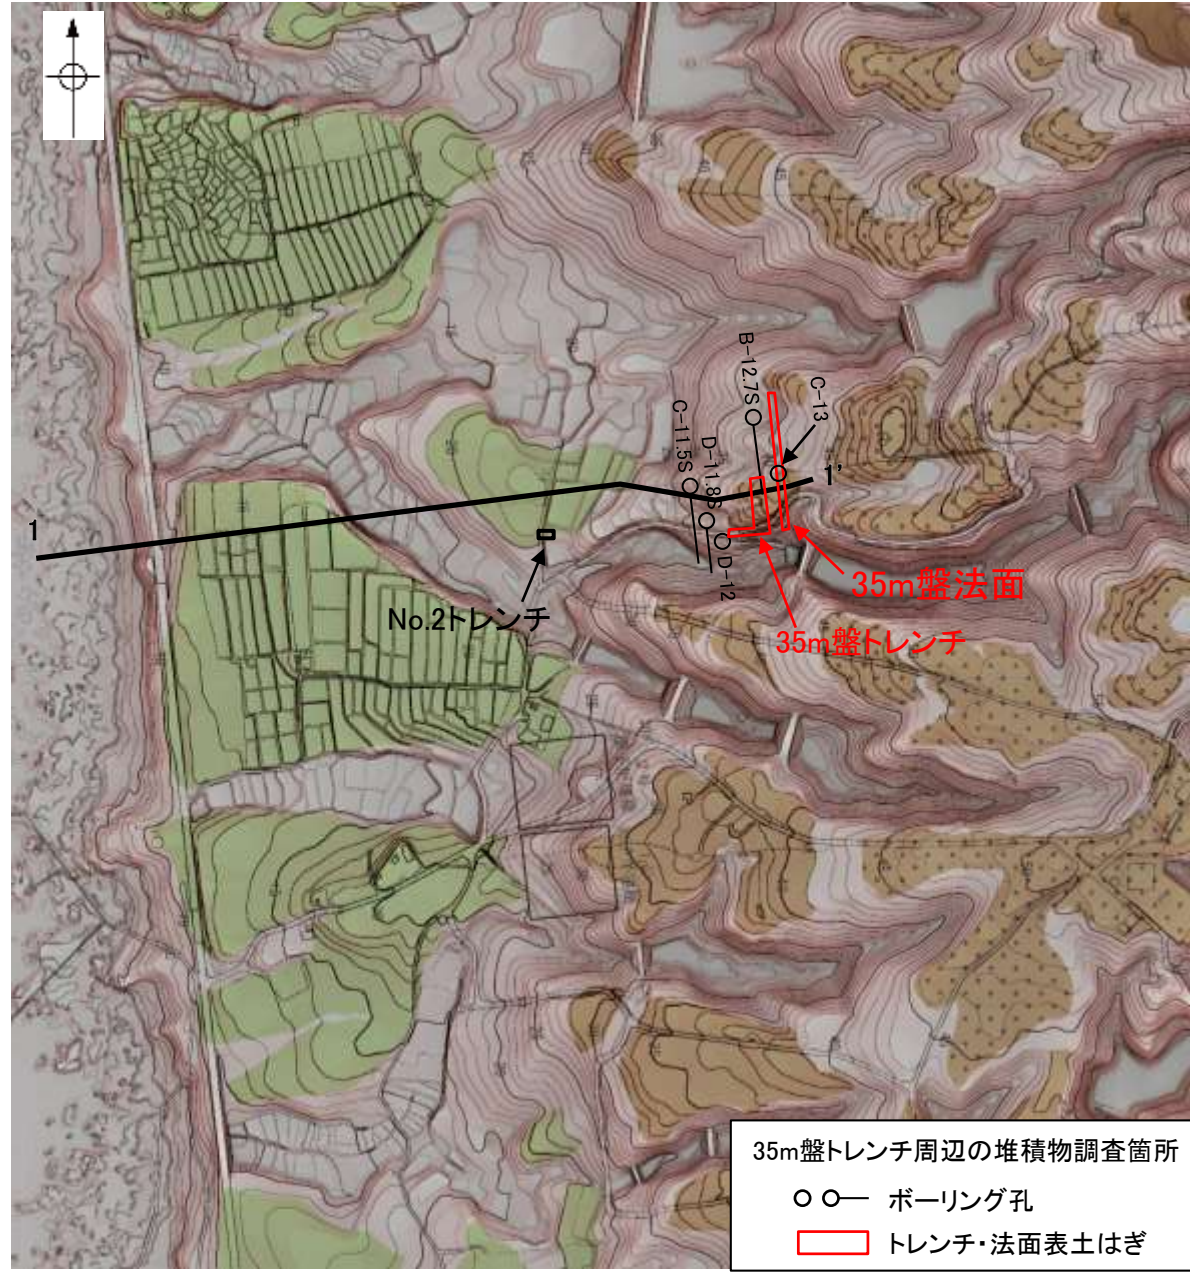 B-12.7S
C-13
C-11.5S
D-11.8S
1'
1
D-12
35m盤法面
No.2トレンチ
35m盤トレンチ
35m盤トレンチ周辺の堆積物調査箇所
ボーリング孔
トレンチ・法面表土はぎ